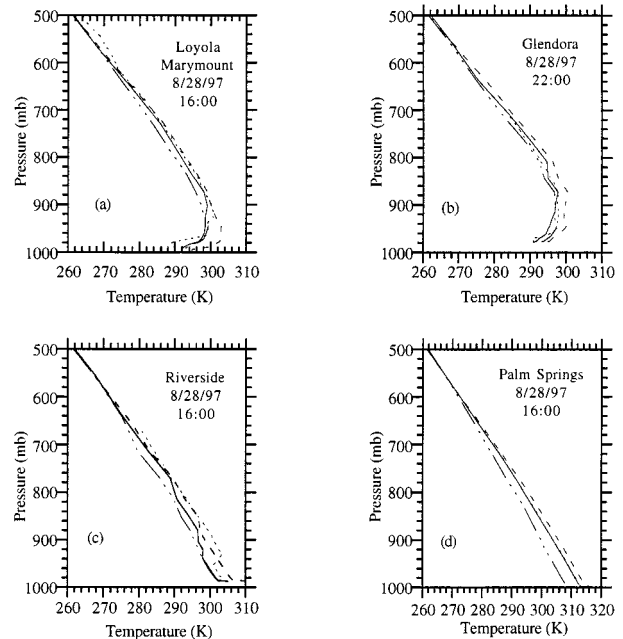 500
600
700
800
900
1000
Pressure (mb)
Loyola
Marymount
8/28/97
16:00
(a)
260 270 280 290 300 310
Temperature (K)
500
600
700
800
900
1000
Pressure (mb)
Glendora
8/28/97
22:00
(b)
260 270 280 290 300 310
Temperature (K)
500
600
700
800
900
1000
Pressure (mb)
Riverside
8/28/97
16:00
(c)
260 270 280 290 300 310
Temperature (K)
500
600
700
800
900
1000
Pressure (mb)
Palm Springs
8/28/97
16:00
(d)
260 270 280 290 300 310 320
Temperature (K)